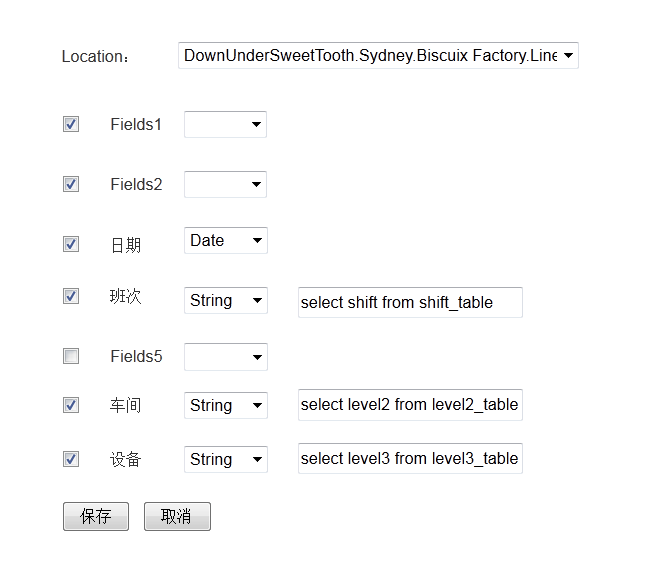 Location： DownUnderSweetTooth.Sydney.Biscuix Factory.Line
Fields1
Fields2
日期 Date
班次 String select shift from shift_table
Fields5
车间 String select level2 from level2_table
设备 String select level3 from level3_table
保存 取消